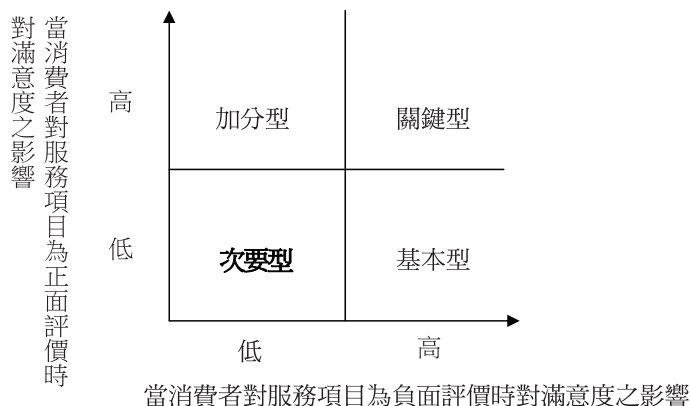 當消費者對服務項目為正面評價時
對滿意度之影響
高
加分型
關鍵型
低
次要型
基本型
低
高
當消費者對服務項目為負面評價時對滿意度之影響